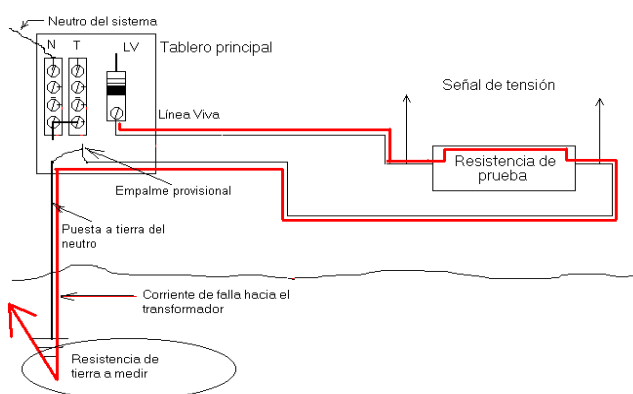 Neutro del sistema
N T LV Tablero principal
Señal de tensión
Línea Viva
Resistencia de
prueba
Empalme provisional
Puesta a tierra del
neutro
Corriente de falla hacia el
transformador
Resistencia de
tierra a medir